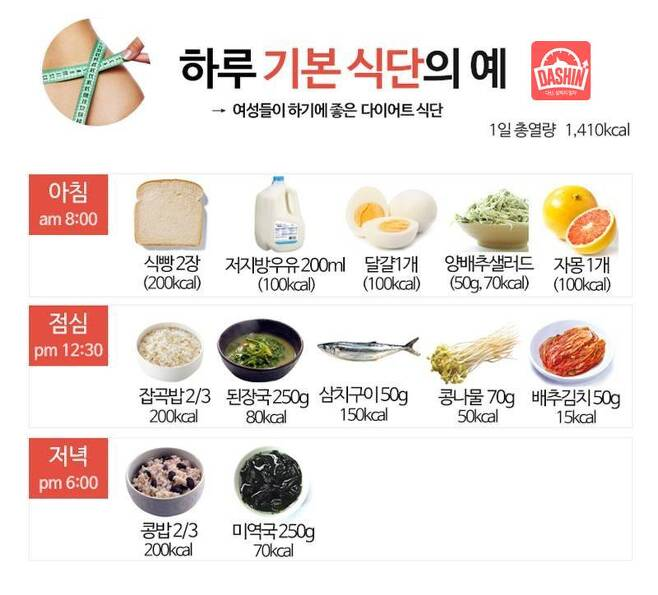 하루 기본 식단의 예
→ 여성들이 하기에 좋은 다이어트 식단
DASHIN
1일 총열량 1,410kcal
아침
am 8:00
식빵 2장
(200kcal)
저지방우유 200ml
(100kcal)
달걀1개
(100kcal)
양배추샐러드
(50g, 70kcal)
자몽 1개
(100kcal)
점심
pm 12:30
잡곡밥 2/3
200kcal
된장국 250g
80kcal
삼치구이 50g
150kcal
콩나물 70g
50kcal
배추김치 50g
15kcal
저녁
pm 6:00
콩밥 2/3
200kcal
미역국 250g
70kcal